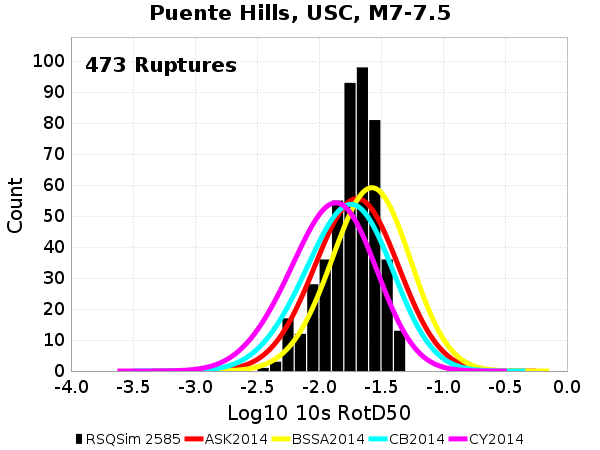 Puente Hills, USC, M7-7.5
473 Ruptures
100
90
80
70
60
50
40
30
20
10
0
Count
-4.0 -3.5 -3.0 -2.5 -2.0 -1.5 -1.0 -0.5 0.0
Log10 10s RotD50
RSQSim 2585 ASK2014 BSSA2014 CB2014 CY2014